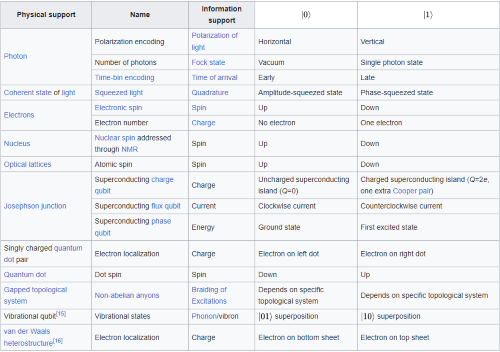 Physical support Name Information support |0⟩ |1⟩
Photon
Polarization encoding Polarization of light Horizontal Vertical
Number of photons Fock state Vacuum Single photon state
Time-bin encoding Time of arrival Early Late
Coherent state of light Squeezed light Quadrature Amplitude-squeezed state Phase-squeezed state
Electrons
Electronic spin Spin Up Down
Electron number Charge No electron One electron
Nucleus Nuclear spin addressed through NMR Spin Up Down
Optical lattices Atomic spin Spin Up Down
Josephson junction
Superconducting charge qubit Charge Uncharged superconducting island (Q=0) Charged superconducting island (Q=2e, one extra Cooper pair)
Superconducting flux qubit Current Clockwise current Counterclockwise current
Superconducting phase qubit Energy Ground state First excited state
Singly charged quantum dot pair Electron localization Charge Electron on left dot Electron on right dot
Quantum dot Dot spin Spin Down Up
Gapped topological system Non-abelian anyons Braiding of Excitations Depends on specific topological system Depends on specific topological system
Vibrational qubit[15] Vibrational states Phonon/vibron |01⟩ superposition |10⟩ superposition
van der Waals heterostructure[16] Electron localization Charge Electron on bottom sheet Electron on top sheet